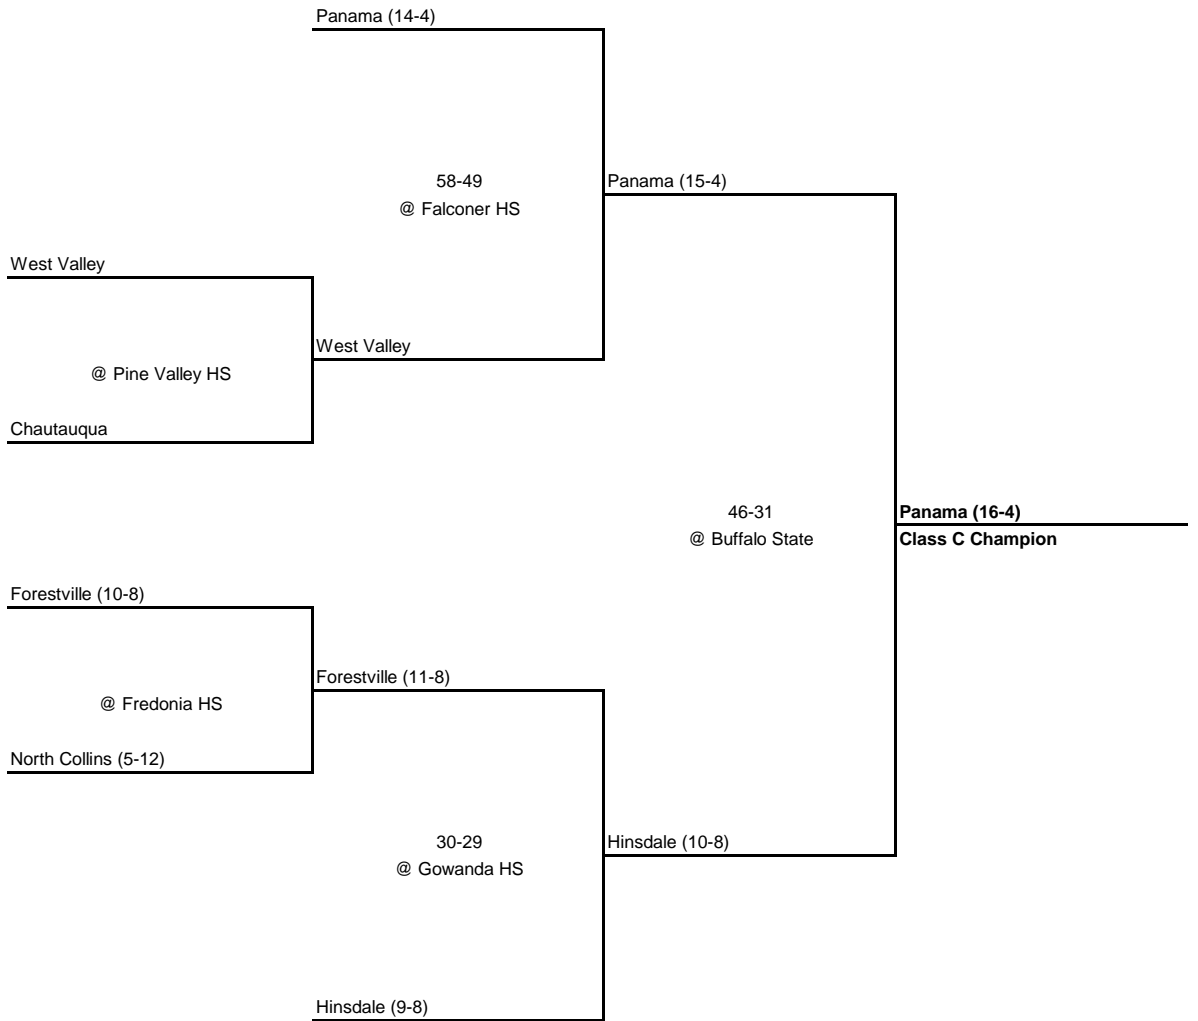 Panama (14-4)
58-49
@ Falconer HS
Panama (15-4)
West Valley
West Valley
@ Pine Valley HS
Chautauqua
46-31
@ Buffalo State
Panama (16-4)
Class C Champion
Forestville (10-8)
Forestville (11-8)
@ Fredonia HS
North Collins (5-12)
30-29
@ Gowanda HS
Hinsdale (10-8)
Hinsdale (9-8)